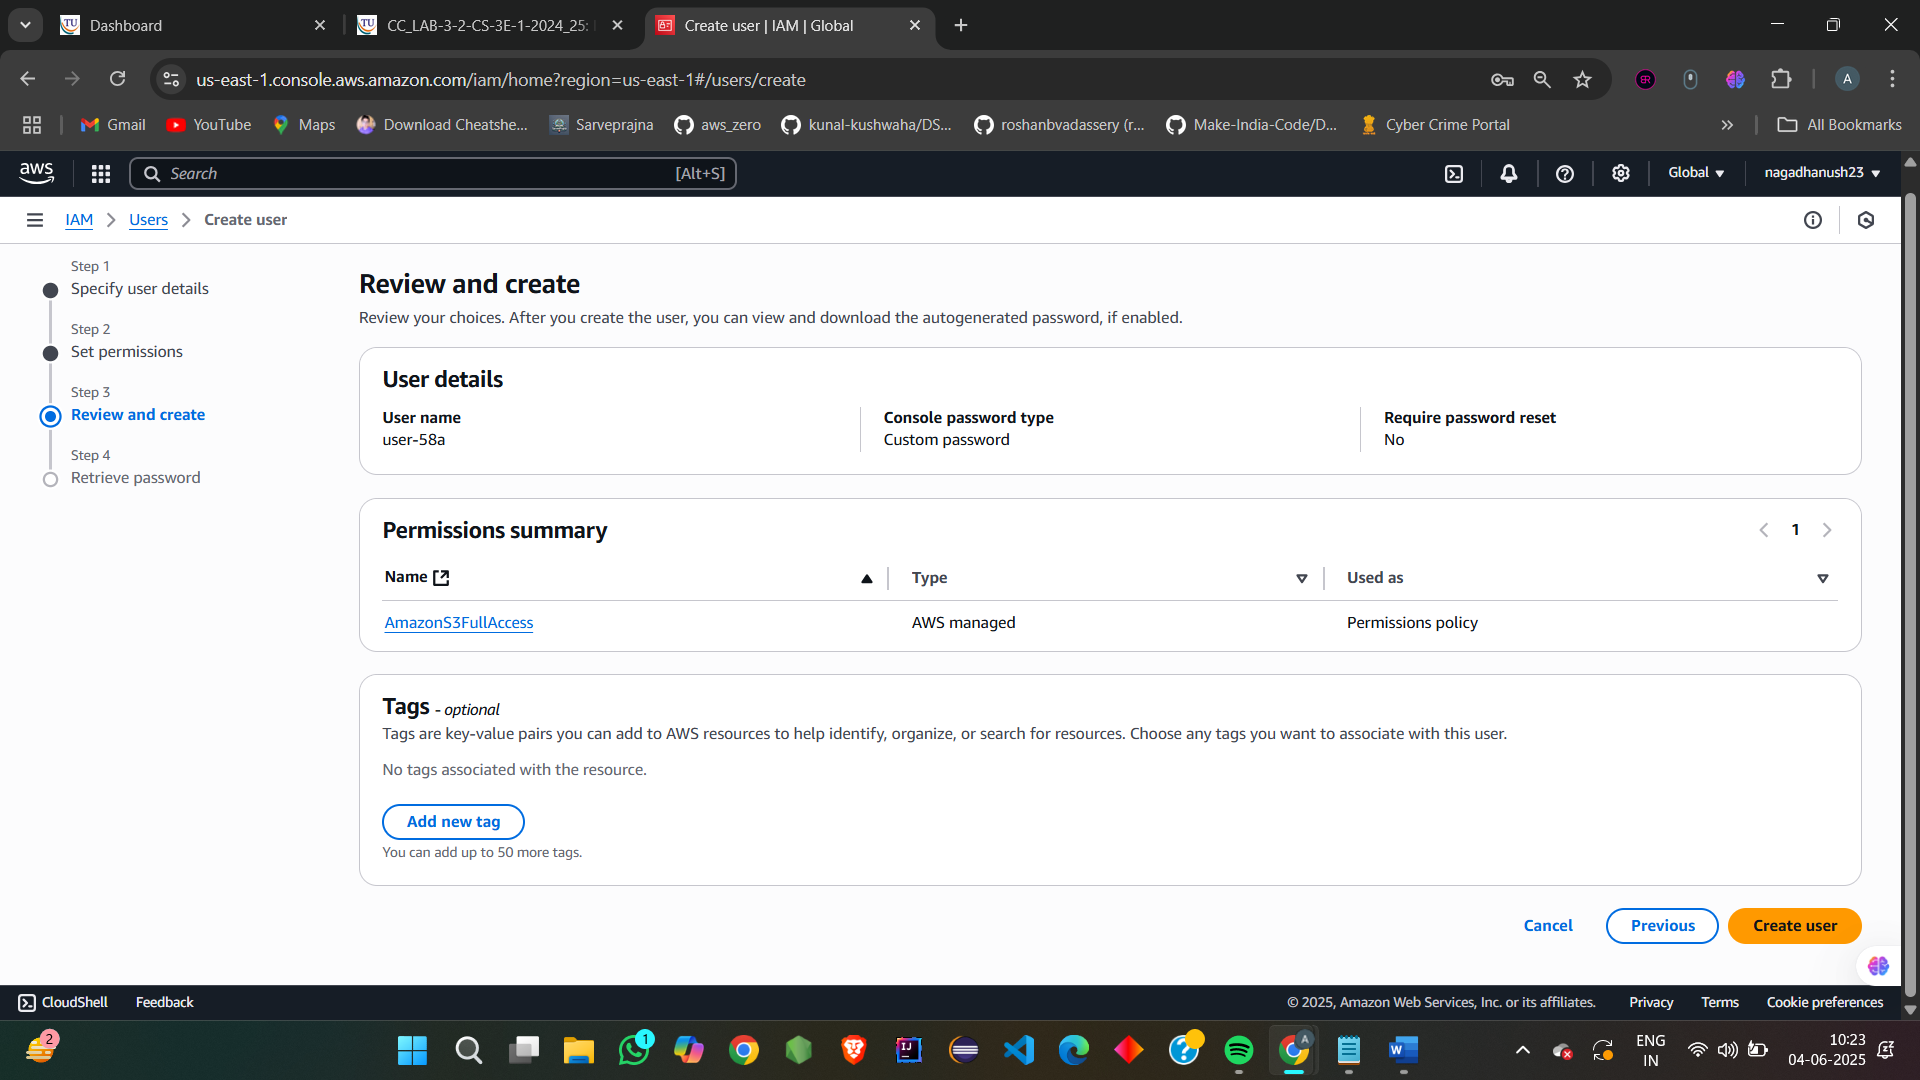 Dashboard
CC_LAB-3-2-CS-3E-1-2024_25:
Create user | IAM | Global
us-east-1.console.aws.amazon.com/iam/home?region=us-east-1#/users/create
A
Gmail
YouTube
Maps
Download Cheatshe...
Sarveprajna
aws_zero
kunal-kushwaha/DS...
roshanbvadassery (r...
Make-India-Code/D...
Cyber Crime Portal
All Bookmarks
aws
Search
[Alt+S]
Global
nagadhanush23
IAM
Users
Create user
Step 1
Specify user details
Step 2
Set permissions
Step 3
Review and create
Step 4
Retrieve password
Review and create
Review your choices. After you create the user, you can view and download the autogenerated password, if enabled.
User details
User name
user-58a
Console password type
Custom password
Require password reset
No
Permissions summary
1
Name
Type
Used as
AmazonS3FullAccess
AWS managed
Permissions policy
Tags - optional
Tags are key-value pairs you can add to AWS resources to help identify, organize, or search for resources. Choose any tags you want to associate with this user.
No tags associated with the resource.
Add new tag
You can add up to 50 more tags.
Cancel
Previous
Create user
CloudShell
Feedback
© 2025, Amazon Web Services, Inc. or its affiliates.
Privacy
Terms
Cookie preferences
2
1
ENG
IN
10:23
04-06-2025